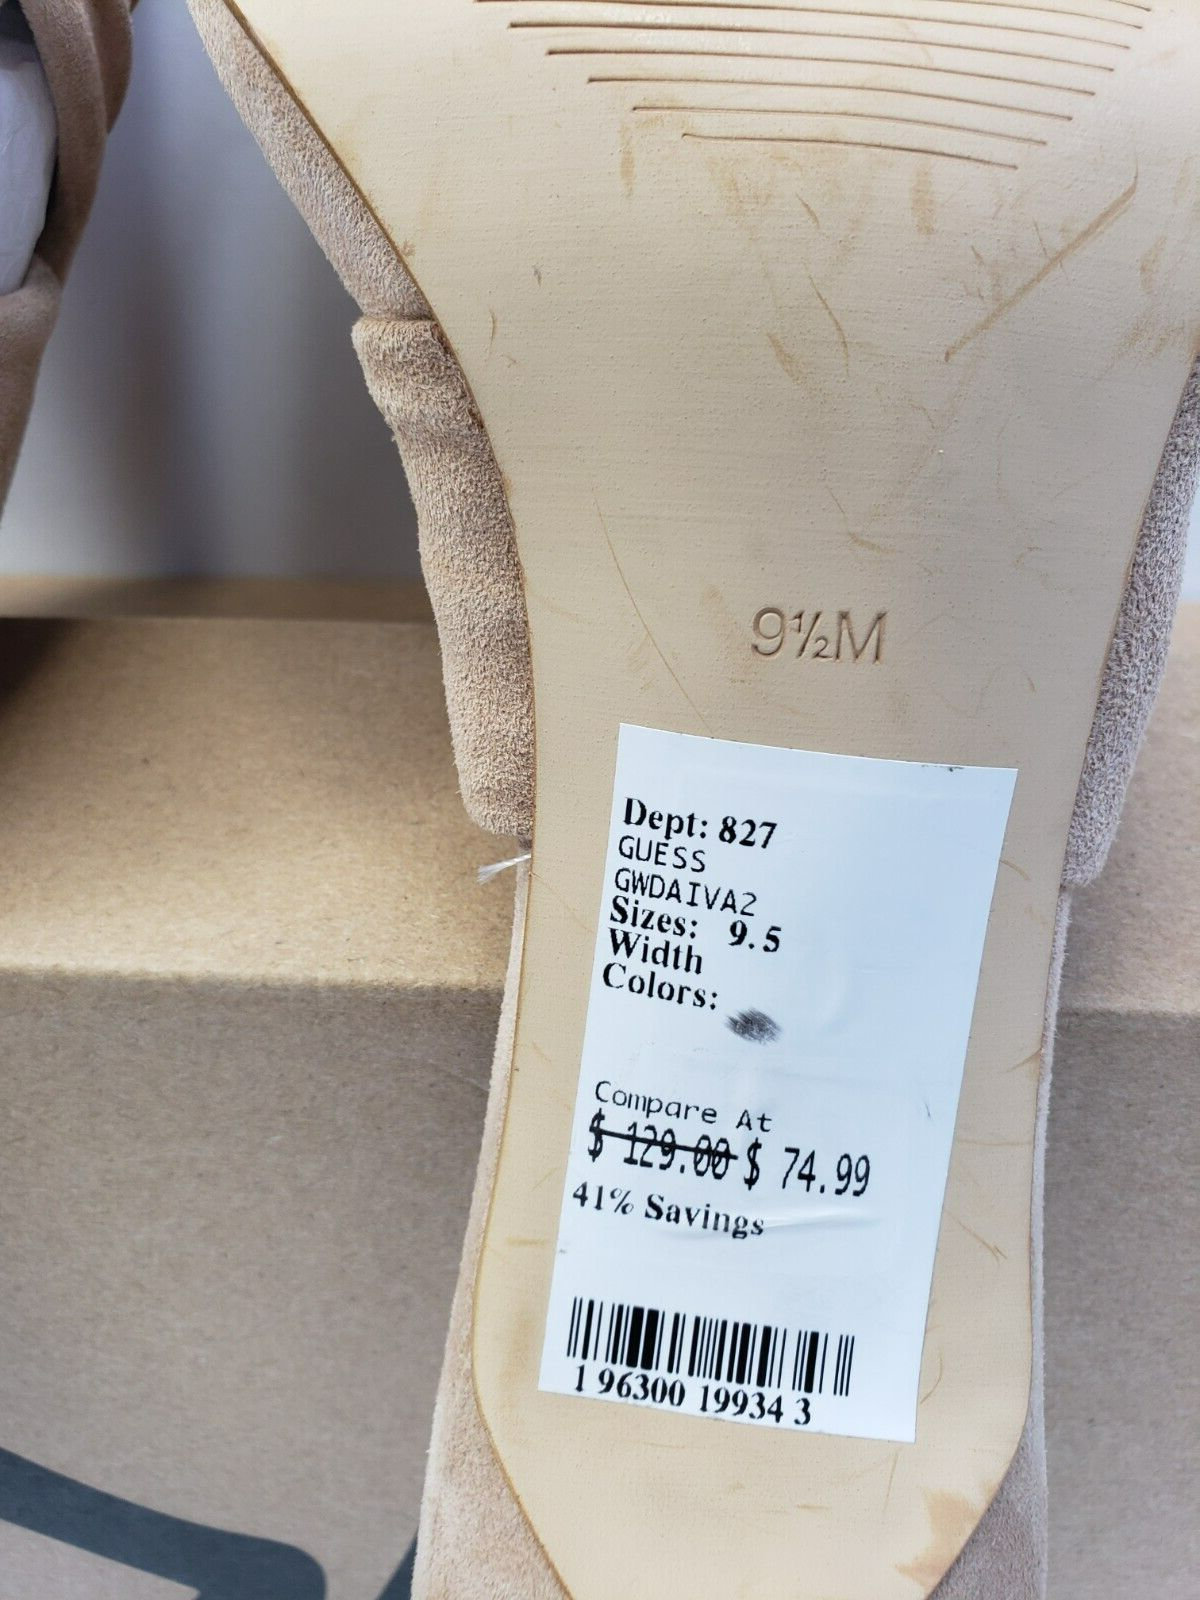 9½M
Dept: 827
GUESS
GWDAIVA2
Sizes: 9.5
Width
Colors:
Compare At
$ 129.00 $ 74.99
41% Savings
1 96300 19934 3